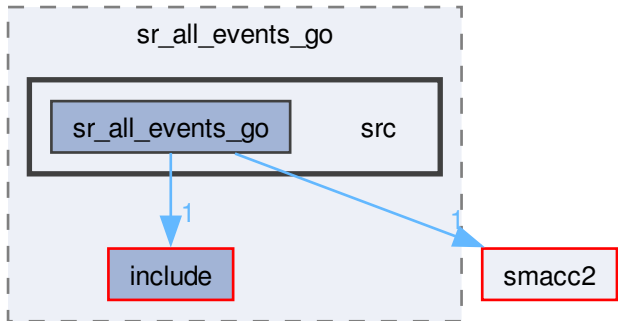 sr_all_events_go
sr_all_events_go
src
1
1
include
smacc2